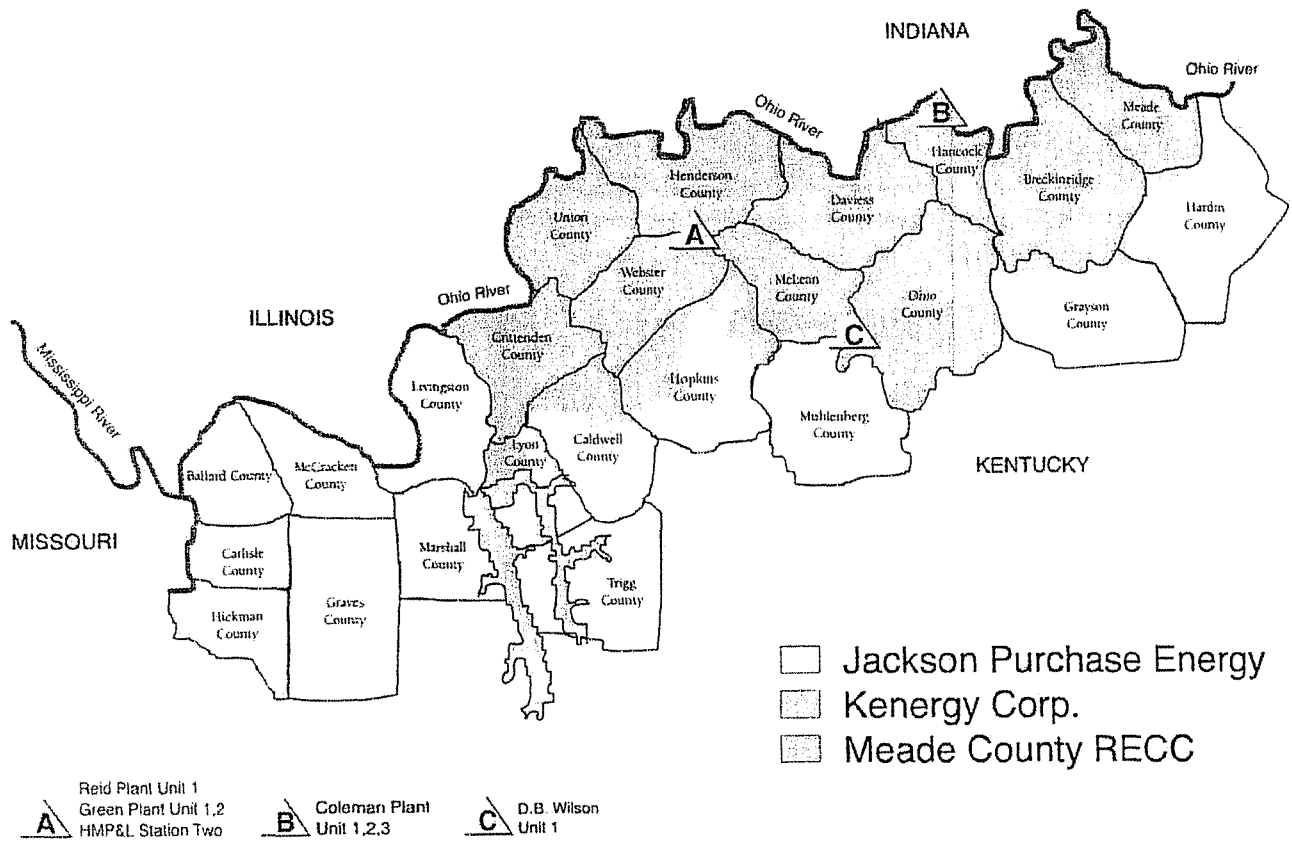 INDIANA
Ohio River
Ohio River
B
Meade
County
Hancock
County
Henderson
County
Breckinridge
County
Daviess
County
Hardin
County
Union
County
A
Webster
County
McLean
County
Ohio River
Ohio
County
Grayson
County
ILLINOIS
Crittenden
County
C
Mississippi River
Livingston
County
Hopkins
County
Muhlenberg
County
Lyon
County
Caldwell
County
KENTUCKY
Ballard County
McCracken
County
MISSOURI
Carlisle
County
Marshall
County
Trigg
County
Graves
County
Hickman
County
Jackson Purchase Energy
Kenergy Corp.
Meade County RECC
A
Reid Plant Unit 1
Green Plant Unit 1,2
HMP&L Station Two
B
Coleman Plant
Unit 1,2,3
C
D.B. Wilson
Unit 1